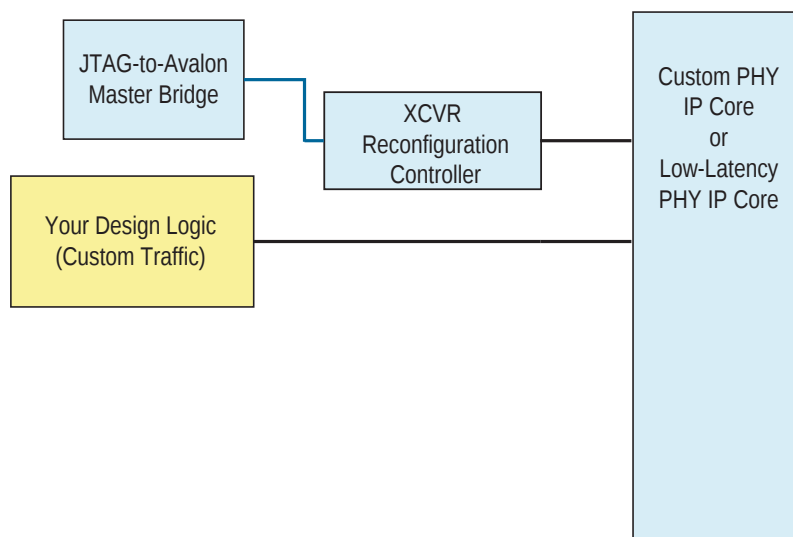 JTAG-to-Avalon
Master Bridge
XCVR
Reconfiguration
Controller
Custom PHY
IP Core
or
Low-Latency
PHY IP Core
Your Design Logic
(Custom Traffic)